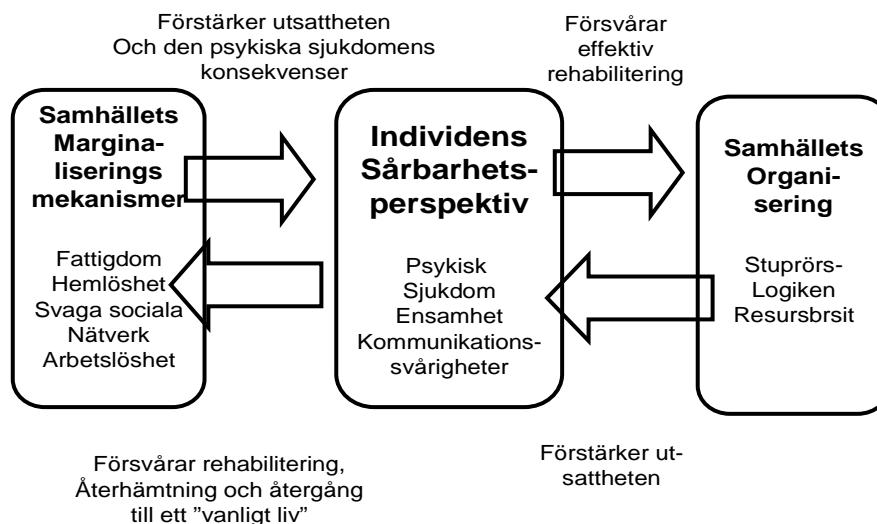 Förstärker utsattheten
Och den psykiska sjukdomens
konsekvenser
Försvårar
effektiv
rehabilitering
Samhällets
Margina-
liserings
mekanismer
Fattigdom
Hemlöshet
Svaga sociala
Nätverk
Arbetslöshet
Individens
Sårbarhets-
perspektiv
Psykisk
Sjukdom
Ensamhet
Kommunikations-
svårigheter
Samhällets
Organi-
sering
Stuprörs-
Logiken
Resursbrsit
Försvårar rehabilitering,
Återhämtning och återgång
till ett ”vanligt liv”
Förstärker ut-
sattheten